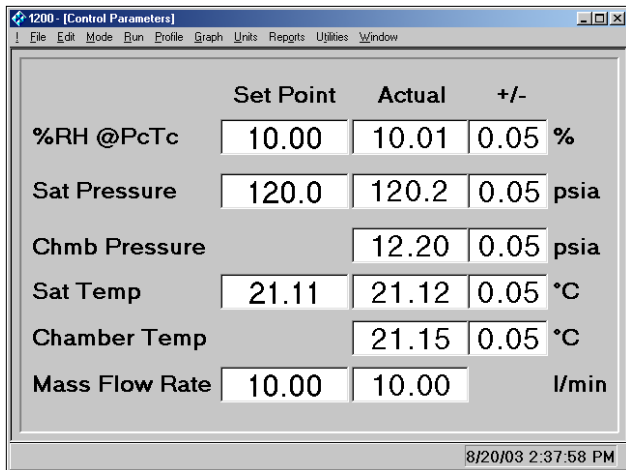 1200 - [Control Parameters]
! File Edit Mode Run Profile Graph Units Reports Utilities Window
Set Point Actual +/-
%RH @PcTc 10.00 10.01 0.05 %
Sat Pressure 120.0 120.2 0.05 psia
Chmb Pressure 12.20 0.05 psia
Sat Temp 21.11 21.12 0.05 °C
Chamber Temp 21.15 0.05 °C
Mass Flow Rate 10.00 10.00 l/min
8/20/03 2:37:58 PM